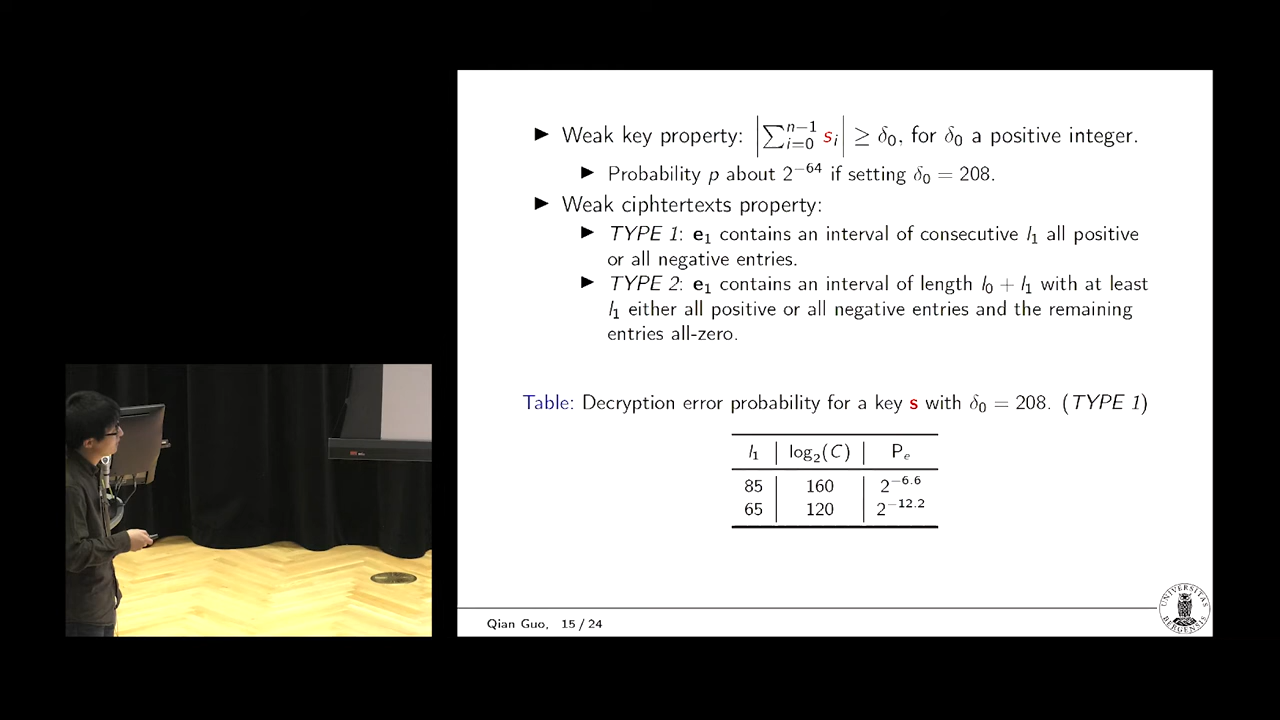 ▶ Weak key property: |∑_{i=0}^{n−1} s_i| ≥ δ₀, for δ₀ a positive integer.
▶ Probability p about 2^{−64} if setting δ₀ = 208.
▶ Weak ciphtertexts property:
▶ TYPE 1: e₁ contains an interval of consecutive l₁ all positive
or all negative entries.
▶ TYPE 2: e₁ contains an interval of length l₀ + l₁ with at least
l₁ either all positive or all negative entries and the remaining
entries all-zero.
Table: Decryption error probability for a key s with δ₀ = 208. (TYPE 1)
l₁ | log₂(C) | P_e
85 | 160 | 2^{−6.6}
65 | 120 | 2^{−12.2}
Qian Guo, 15 / 24
UNIVERSITAS BERGENSIS